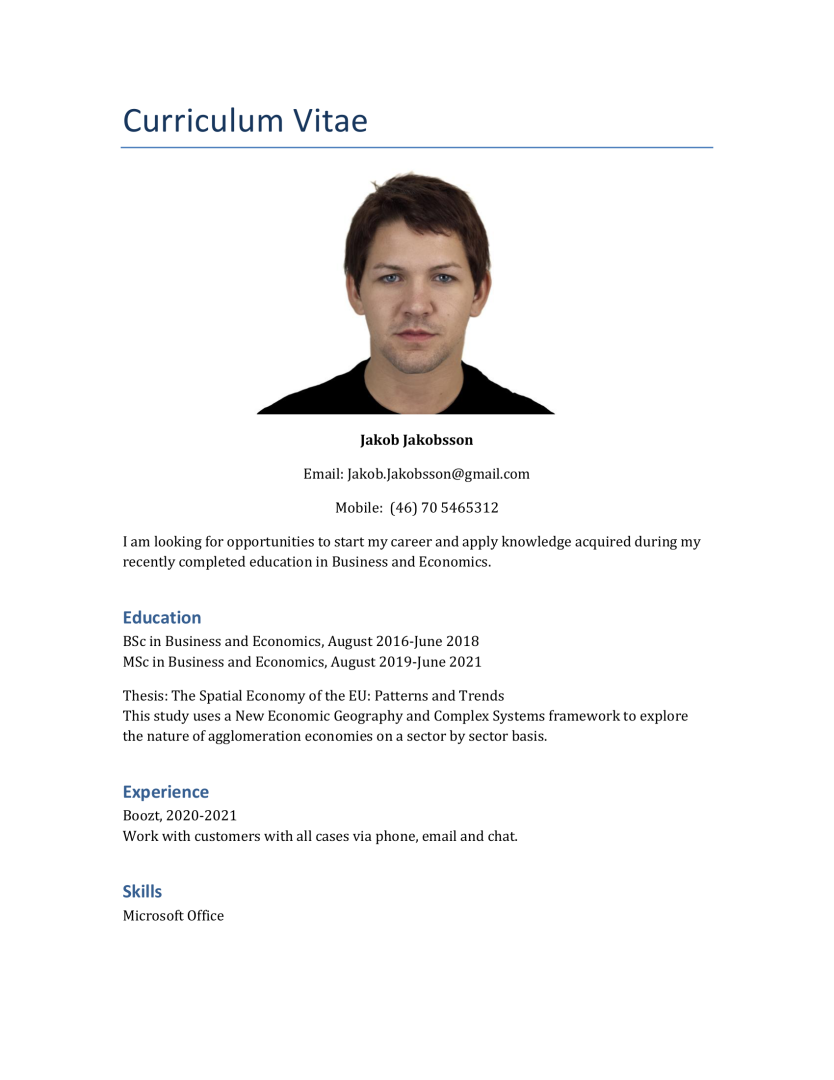 Curriculum Vitae
Jakob Jakobsson
Email: Jakob.Jakobsson@gmail.com
Mobile:  (46) 70 5465312
I am looking for opportunities to start my career and apply knowledge acquired during my
recently completed education in Business and Economics.
Education
BSc in Business and Economics, August 2016-June 2018
MSc in Business and Economics, August 2019-June 2021
Thesis: The Spatial Economy of the EU: Patterns and Trends
This study uses a New Economic Geography and Complex Systems framework to explore
the nature of agglomeration economies on a sector by sector basis.
Experience
Boozt, 2020-2021
Work with customers with all cases via phone, email and chat.
Skills
Microsoft Office